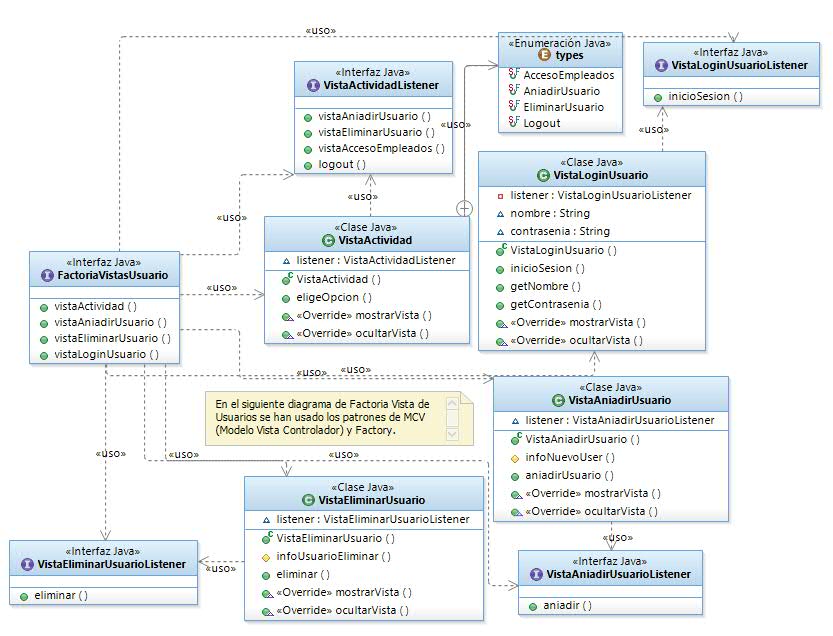 «uso»
«Enumeración Java»
types
AccesoEmpleados
AniadirUsuario
EliminarUsuario
Logout
«Interfaz Java»
VistaLoginUsuarioListener
inicioSesion ( )
«Interfaz Java»
VistaActividadListener
vistaAniadirUsuario ( )
vistaEliminarUsuario ( )
vistaAccesoEmpleados ( )
logout ( )
«uso»
«uso»
«Clase Java»
VistaLoginUsuario
listener : VistaLoginUsuarioListener
nombre : String
contrasenia : String
VistaLoginUsuario ( )
inicioSesion ( )
getNombre ( )
getContrasenia ( )
«Override» mostrarVista ( )
«Override» ocultarVista ( )
«uso»
«uso»
«Clase Java»
VistaActividad
listener : VistaActividadListener
VistaActividad ( )
eligeOpcion ( )
«Override» mostrarVista ( )
«Override» ocultarVista ( )
«Interfaz Java»
FactoriaVistasUsuario
vistaActividad ( )
vistaAniadirUsuario ( )
vistaEliminarUsuario ( )
vistaLoginUsuario ( )
«uso»
«uso»
«uso»
«Clase Java»
VistaAniadirUsuario
listener : VistaAniadirUsuarioListener
VistaAniadirUsuario ( )
infoNuevoUser ( )
aniadirUsuario ( )
«Override» mostrarVista ( )
«Override» ocultarVista ( )
En el siguiente diagrama de Factoria Vista de
Usuarios se han usado los patrones de MCV
(Modelo Vista Controlador) y Factory.
«uso»
«uso»
«uso»
«Clase Java»
VistaEliminarUsuario
listener : VistaEliminarUsuarioListener
VistaEliminarUsuario ( )
infoUsuarioEliminar ( )
eliminar ( )
«Override» mostrarVista ( )
«Override» ocultarVista ( )
«uso»
«Interfaz Java»
VistaEliminarUsuarioListener
eliminar ( )
«uso»
«Interfaz Java»
VistaAniadirUsuarioListener
aniadir ( )